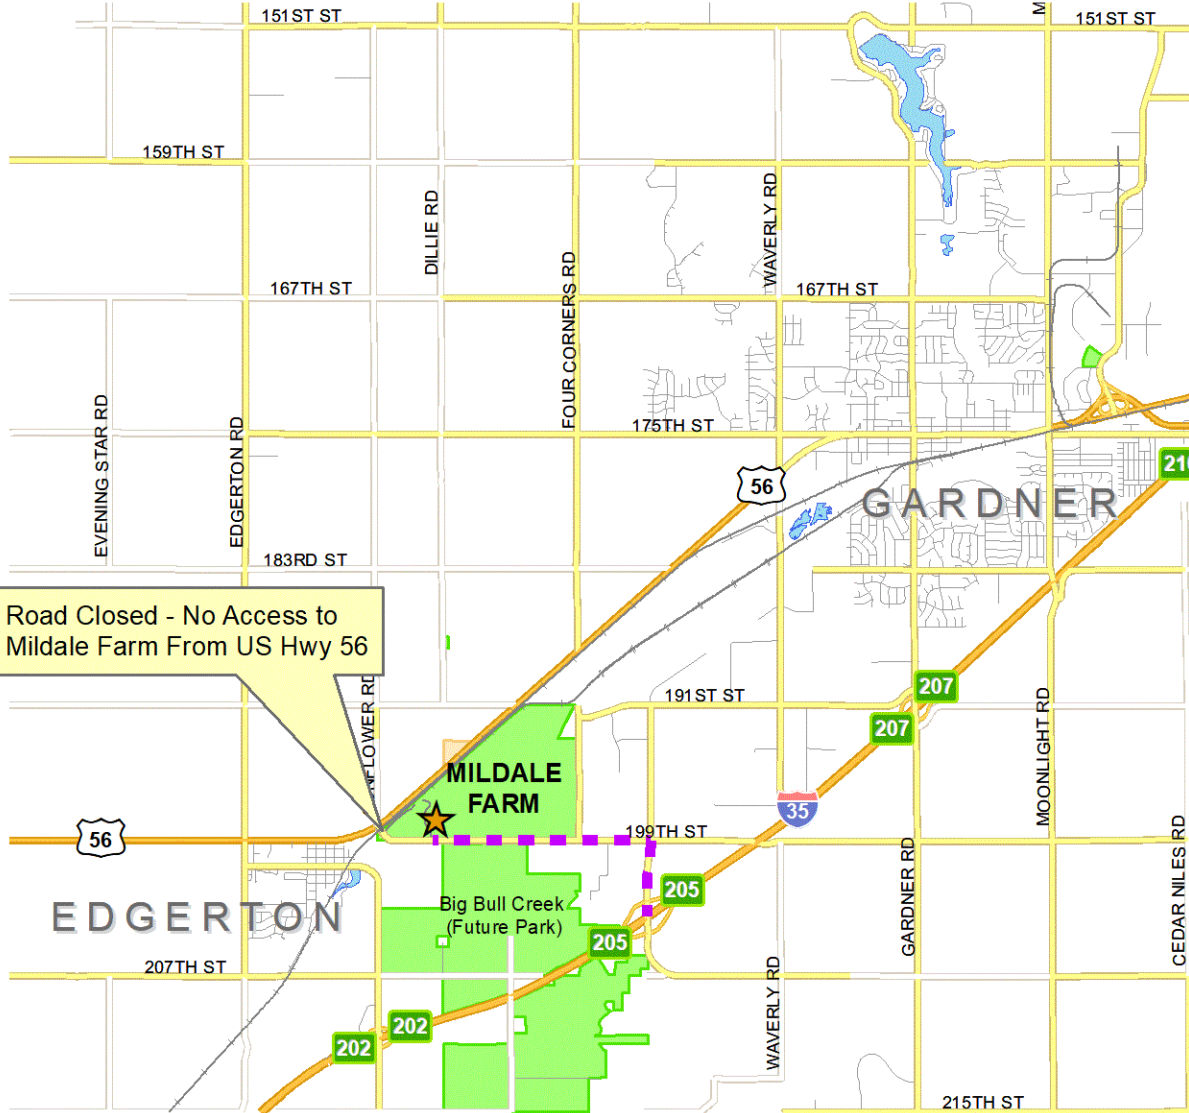 151ST ST
151ST ST
M
159TH ST
DILLIE RD
WAVERLY RD
FOUR CORNERS RD
167TH ST
167TH ST
EVENING STAR RD
EDGERTON RD
175TH ST
56
210
GARDNER
183RD ST
Road Closed - No Access to
Mildale Farm From US Hwy 56
NFLOWER RD
191ST ST
207
207
MOONLIGHT RD
MILDALE
FARM
35
56
199TH ST
GARDNER RD
CEDAR NILES RD
205
EDGERTON
Big Bull Creek
(Future Park)
205
207TH ST
WAVERLY RD
202
202
215TH ST